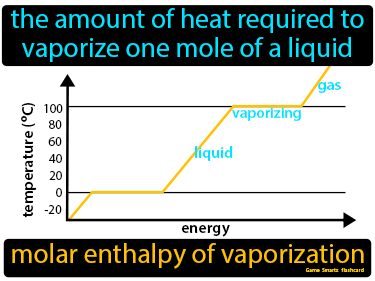 the amount of heat required to
vaporize one mole of a liquid
temperature (°C)
100
80
60
40
20
0
-20
gas
vaporizing
liquid
energy
molar enthalpy of vaporization
Game Smartz flashcard